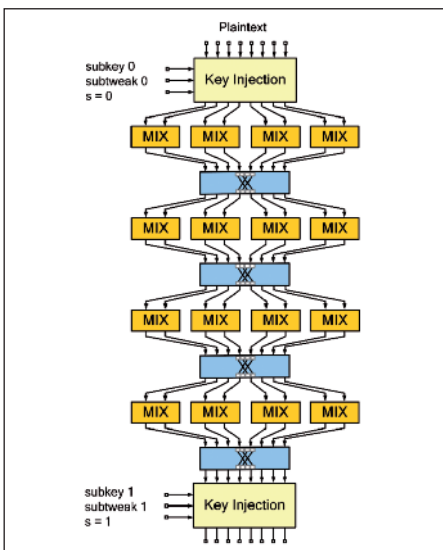 Plaintext
subkey 0
subtweak 0
s = 0
Key Injection
MIX MIX MIX MIX
MIX MIX MIX MIX
MIX MIX MIX MIX
MIX MIX MIX MIX
subkey 1
subtweak 1
s = 1
Key Injection